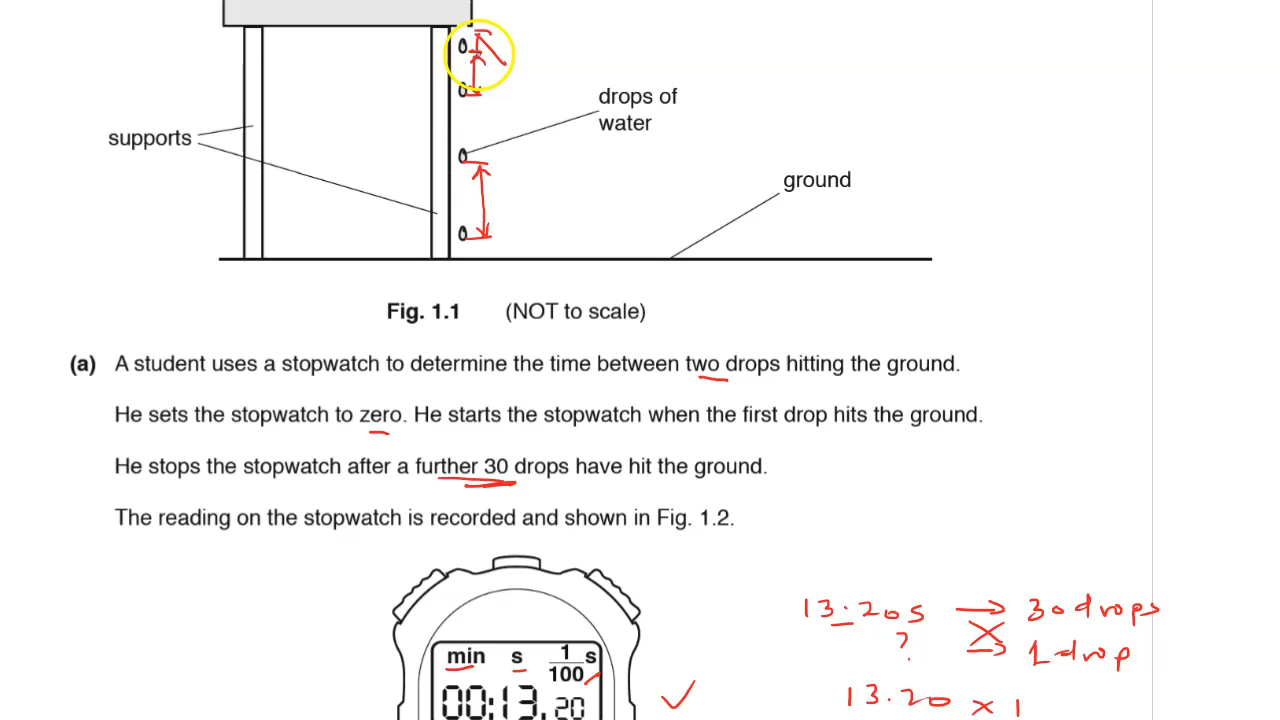 drops of
water
supports
ground
Fig. 1.1 (NOT to scale)
(a) A student uses a stopwatch to determine the time between two drops hitting the ground.
He sets the stopwatch to zero. He starts the stopwatch when the first drop hits the ground.
He stops the stopwatch after a further 30 drops have hit the ground.
The reading on the stopwatch is recorded and shown in Fig. 1.2.
13.20s → 30 drops
? → 1 drop
min s 1/100 s
00:13.20
13.20 × 1